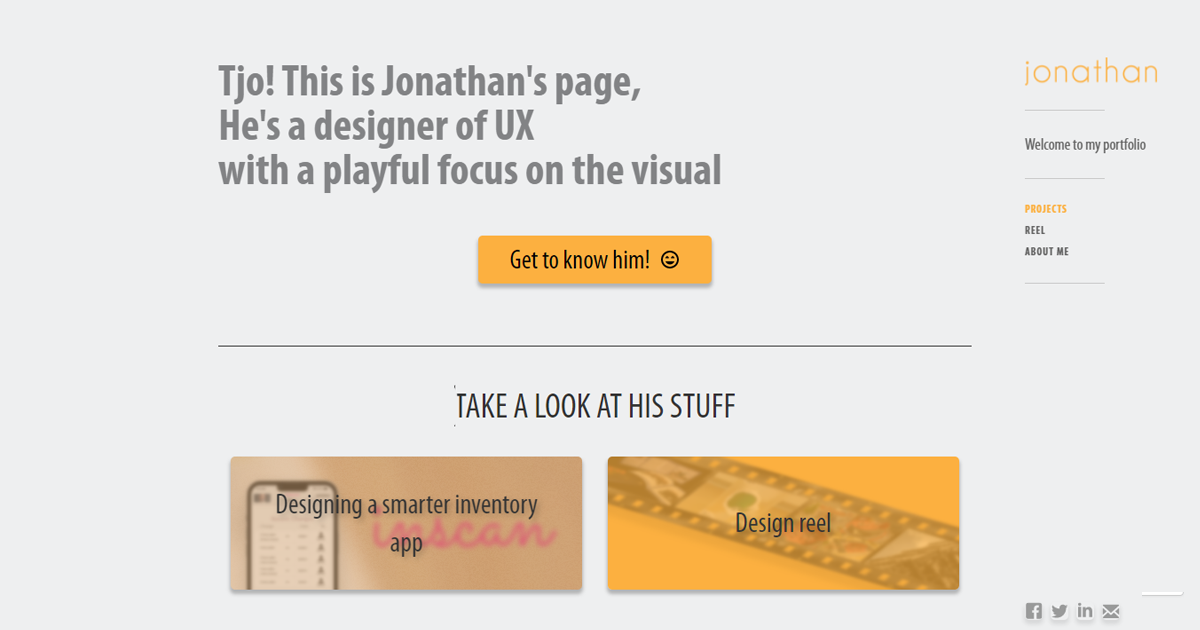 Tjo! This is Jonathan's page,
He's a designer of UX
with a playful focus on the visual
Get to know him!
TAKE A LOOK AT HIS STUFF
Designing a smarter inventory
app
inscan
Design reel
jonathan
Welcome to my portfolio
PROJECTS
REEL
ABOUT ME